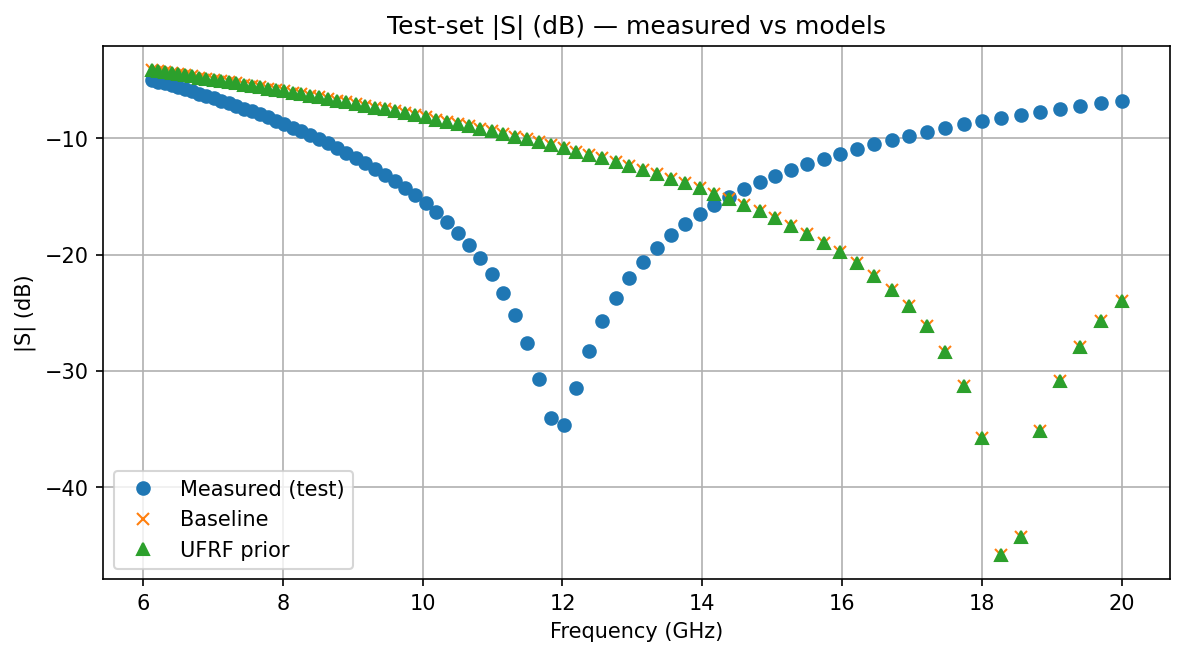 Test-set |S| (dB) — measured vs models
−10
−20
−30
−40
|S| (dB)
Measured (test)
Baseline
UFRF prior
6 8 10 12 14 16 18 20
Frequency (GHz)